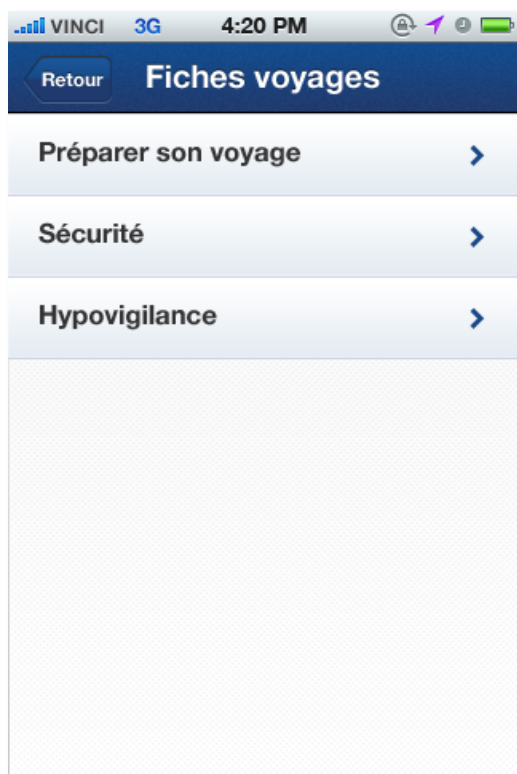 VINCI 3G 4:20 PM
Retour Fiches voyages
Préparer son voyage
Sécurité
Hypovigilance